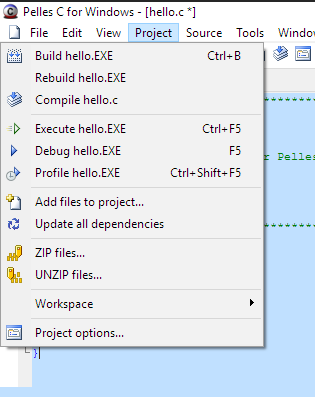 Pelles C for Windows - [hello.c *]
File Edit View Project Source Tools Window
Build hello.EXE Ctrl+B
Rebuild hello.EXE
Compile hello.c
Execute hello.EXE Ctrl+F5
Debug hello.EXE F5
r Pelles
Profile hello.EXE Ctrl+Shift+F5
Add files to project...
Update all dependencies
ZIP files...
UNZIP files...
Workspace
Project options...
}